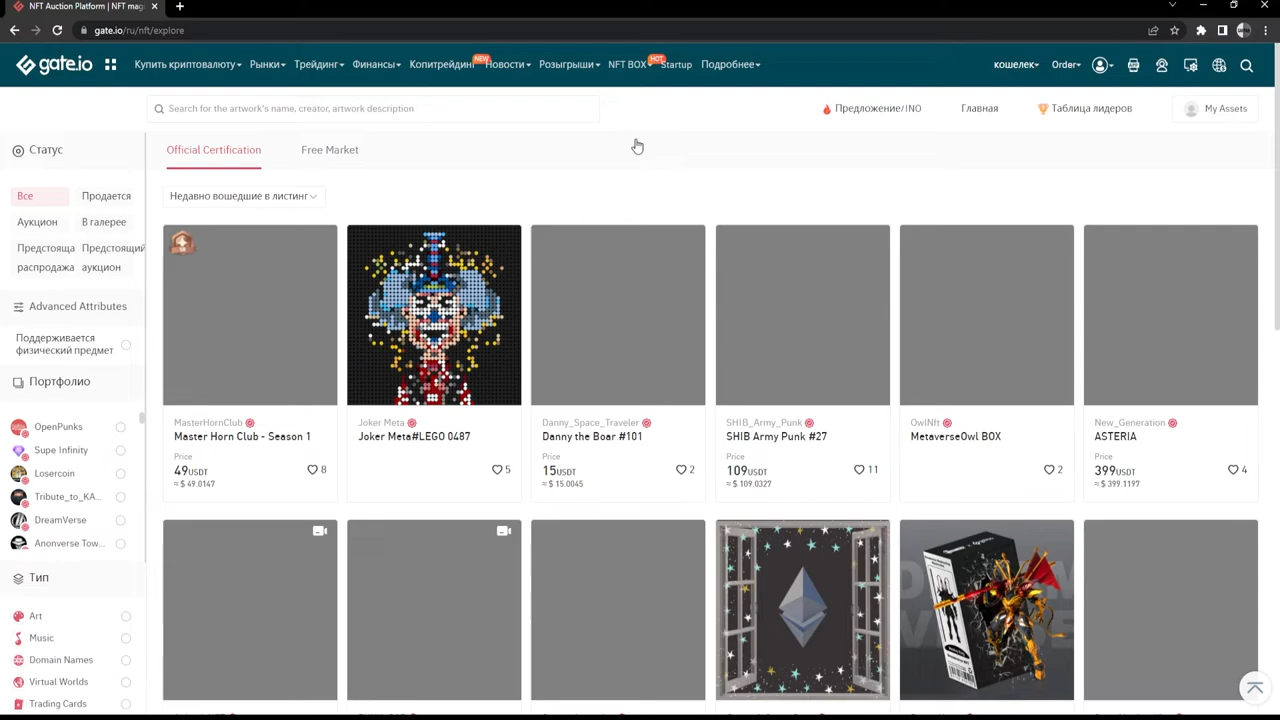 NFT Auction Platform | NFT mag
gate.io/ru/nft/explore
gate.io
Купить криптовалюту
Рынки
Трейдинг
Финансы
Копитрейдинг
NEW
Новости
Розыгрыши
NFT BOX
HOT
Startup
Подробнее
кошелек
Order
Search for the artwork's name, creator, artwork description
Предложение/INO
Главная
Таблица лидеров
My Assets
Статус
Все
Продается
Аукцион
В галерее
Предстояща
распродажа
Предстоящий
аукцион
Advanced Attributes
Поддерживается
физический предмет
Портфолио
OpenPunks
Supe Infinity
Losercoin
Tribute_to_KA...
DreamVerse
Anonverse Tow...
Тип
Art
Music
Domain Names
Virtual Worlds
Trading Cards
Official Certification
Free Market
Недавно вошедшие в листинг
MasterHornClub
Master Horn Club - Season 1
Price
49USDT
≈ $ 49.0147
8
Joker Meta
Joker Meta#LEGO 0487
5
Danny_Space_Traveler
Danny the Boar #101
Price
15USDT
≈ $ 15.0045
2
SHIB_Army_Punk
SHIB Army Punk #27
Price
109USDT
≈ $ 109.0327
11
OwlNft
MetaverseOwl BOX
2
New_Generation
ASTERIA
Price
399USDT
≈ $ 399.1197
4